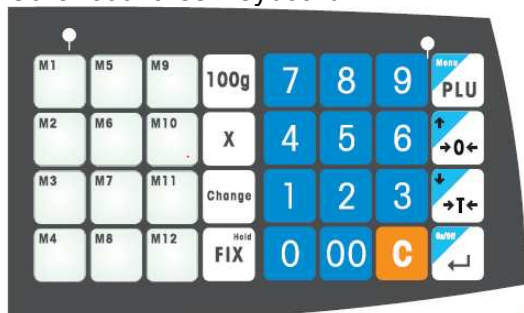 M1 M5 M9 100g 7 8 9 Menu PLU
M2 M6 M10 X 4 5 6 ↑ →0←
M3 M7 M11 Change 1 2 3 ↓ →T←
M4 M8 M12 Hold FIX 0 00 C On/Off ↵